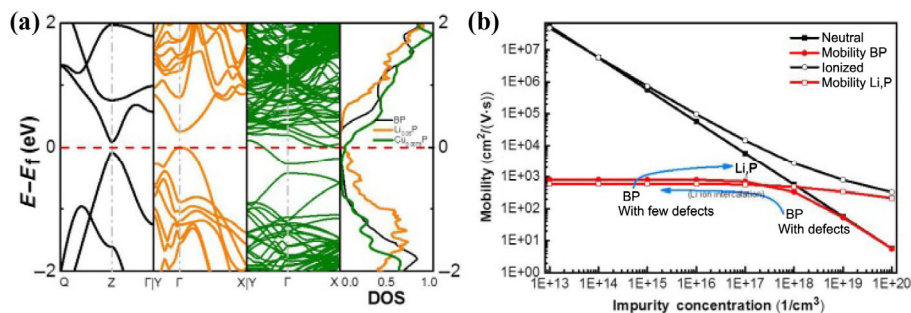 (a)
2
1
0
-1
-2
E−Ef (eV)
Q
Z
Γ|Y
Γ
X|Y
Γ
X
0.0
0.5
1.0
DOS
2
0
-2
BP
(b)
1E+07
1E+06
1E+05
1E+04
1E+03
1E+02
1E+01
1E+00
Mobility (cm²/(V·s)
Neutral
Mobility BP
Ionized
Mobility Li,P
Li,P
BP
With few defects
(Li ion intercalation)
BP
With defects
1E+13
1E+14
1E+15
1E+16
1E+17
1E+18
1E+19
1E+20
Impurity concentration (1/cm³)